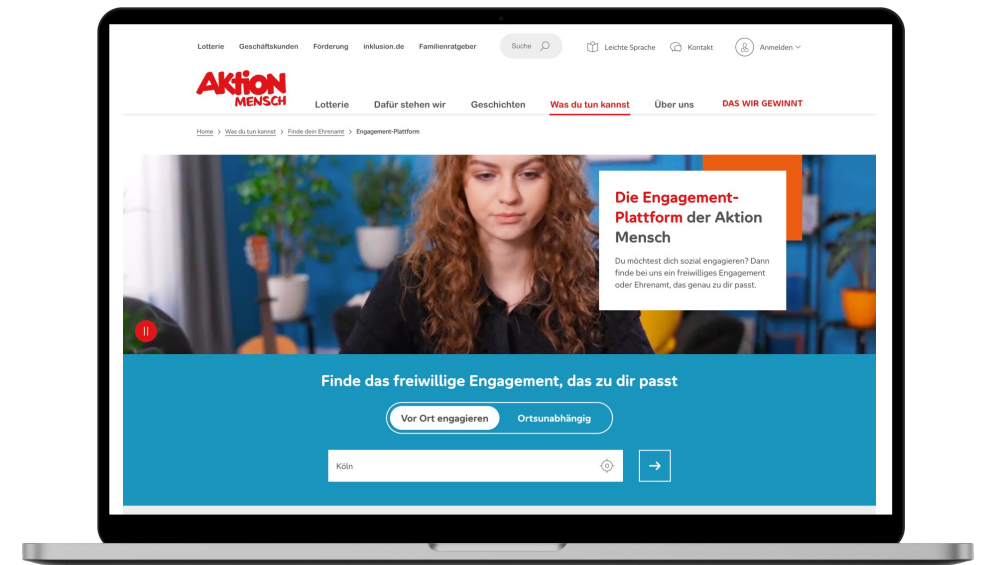 Lotterie Geschäftskunden Förderung inklusion.de Familienratgeber Suche Leichte Sprache Kontakt Anmelden
AKTION
MENSCH
Lotterie Dafür stehen wir Geschichten Was du tun kannst Über uns DAS WIR GEWINNT
Home > Was du tun kannst > Finde dein Ehrenamt > Engagement-Plattform
Die Engagement-
Plattform der Aktion
Mensch
Du möchtest dich sozial engagieren? Dann
finde bei uns ein freiwilliges Engagement
oder Ehrenamt, das genau zu dir passt.
Finde das freiwillige Engagement, das zu dir passt
Vor Ort engagieren Ortsunabhängig
Köln